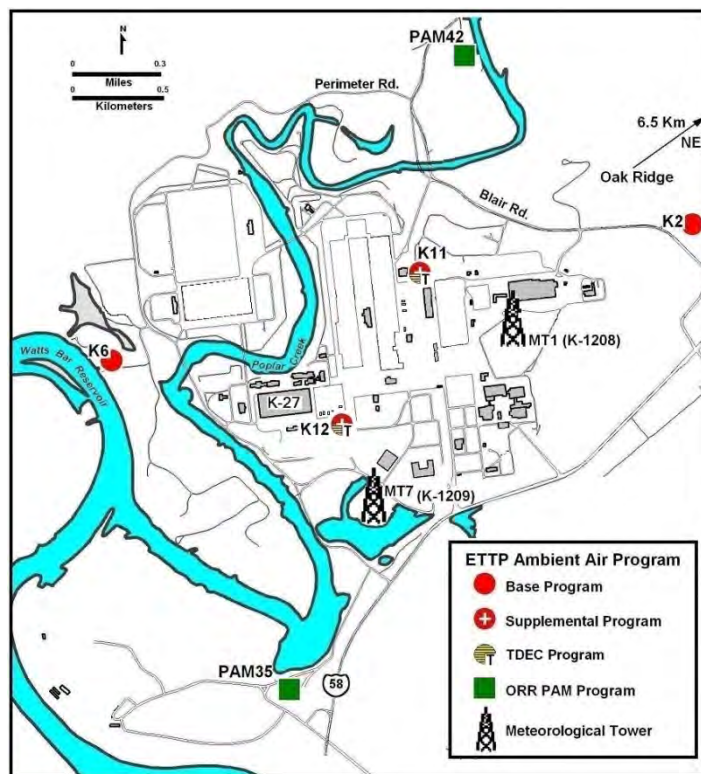 N
0 0.3
Miles
Kilometers
0 0.5
PAM42
Perimeter Rd.
6.5 Km
NE
Oak Ridge
Blair Rd.
K2
K11
T
MT1 (K-1208)
K6
Watts Bar Reservoir
Poplar Creek
K-27
K12
T
MT7 (K-1209)
PAM35
58
ETTP Ambient Air Program
Base Program
Supplemental Program
T
TDEC Program
ORR PAM Program
Meteorological Tower